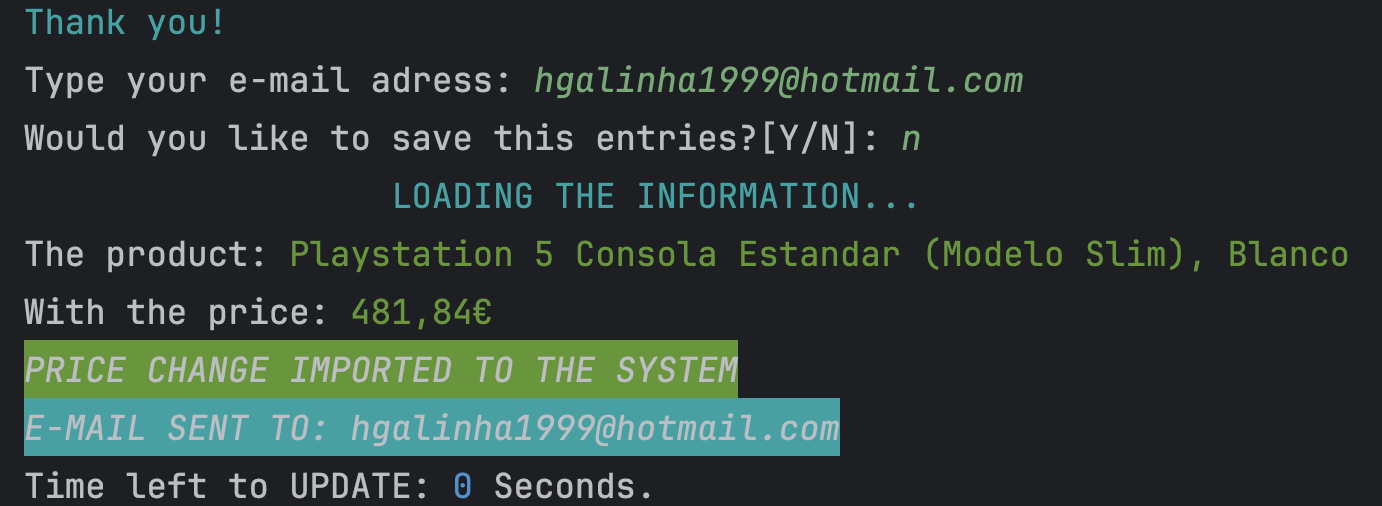 Thank you!
Type your e-mail adress: hgalinha1999@hotmail.com
Would you like to save this entries?[Y/N]: n
LOADING THE INFORMATION...
The product: Playstation 5 Consola Estandar (Modelo Slim), Blanco
With the price: 481,84€
PRICE CHANGE IMPORTED TO THE SYSTEM
E-MAIL SENT TO: hgalinha1999@hotmail.com
Time left to UPDATE: 0 Seconds.